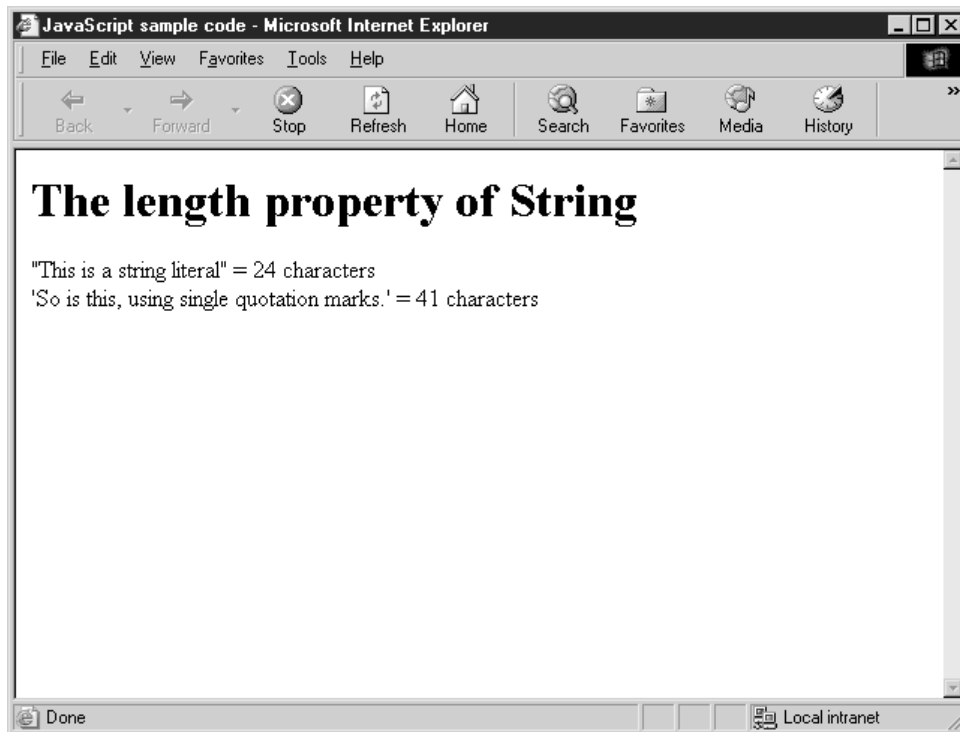 JavaScript sample code - Microsoft Internet Explorer
File Edit View Favorites Tools Help
Back Forward Stop Refresh Home Search Favorites Media History »
The length property of String
"This is a string literal" = 24 characters
'So is this, using single quotation marks.' = 41 characters
Done Local intranet